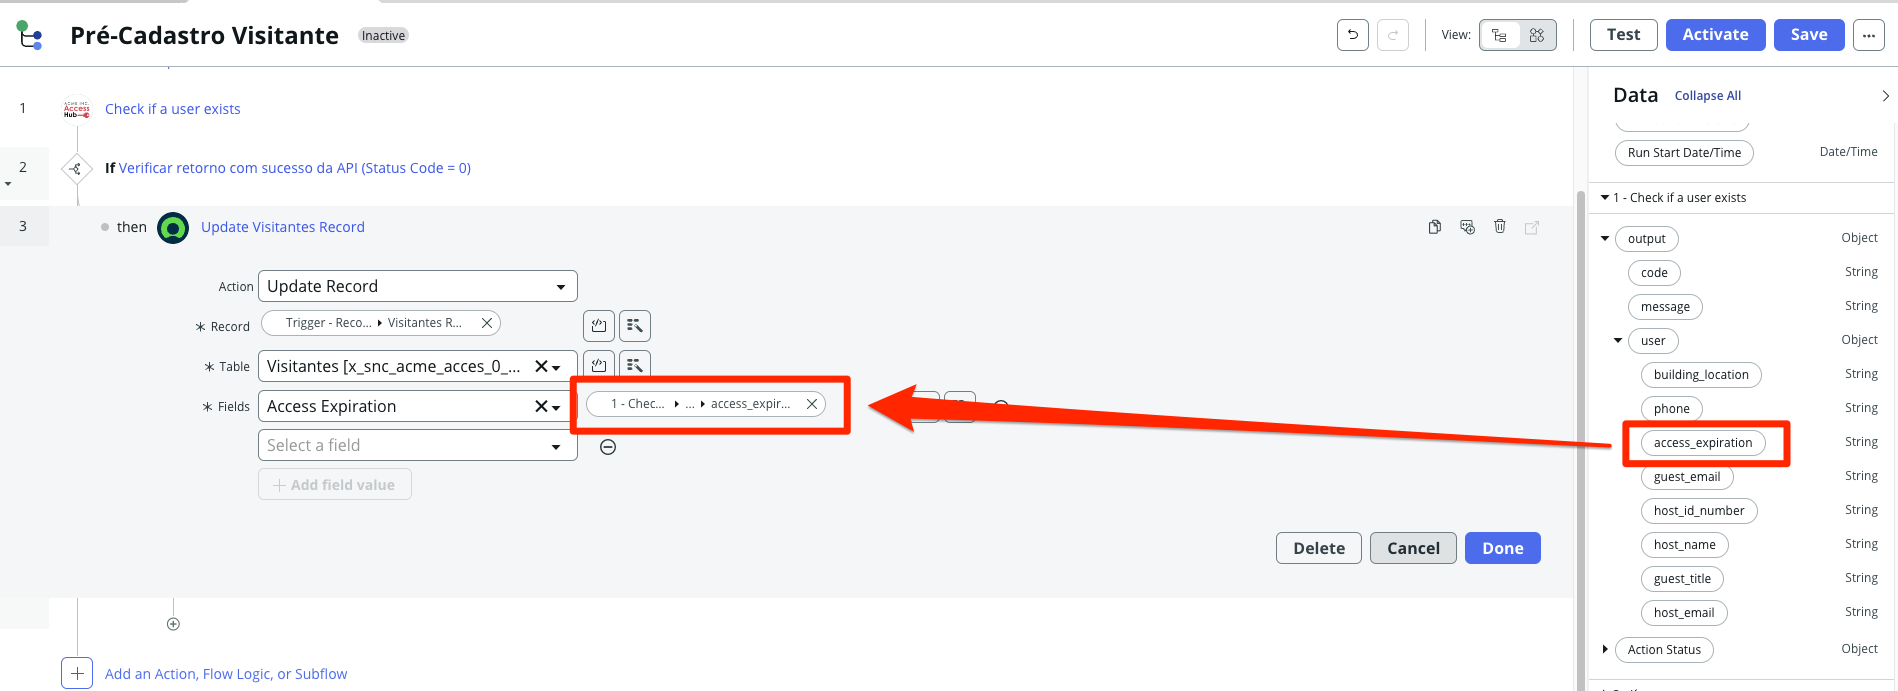 Pré-Cadastro Visitante
Inactive
View:
Test
Activate
Save
...
1
ACME INC.
Access
Hub
Check if a user exists
2
If Verificar retorno com sucesso da API (Status Code = 0)
3
then
Update Visitantes Record
Action
Update Record
* Record
Trigger - Reco... Visitantes R...
* Table
Visitantes [x_snc_acme_acces_0_...
* Fields
Access Expiration
1 - Chec... ... access_expir...
Select a field
+ Add field value
Delete
Cancel
Done
Add an Action, Flow Logic, or Subflow
Data
Collapse All
Run Start Date/Time
Date/Time
1 - Check if a user exists
output
Object
code
String
message
String
user
Object
building_location
String
phone
String
access_expiration
String
guest_email
String
host_id_number
String
host_name
String
guest_title
String
host_email
String
Action Status
Object